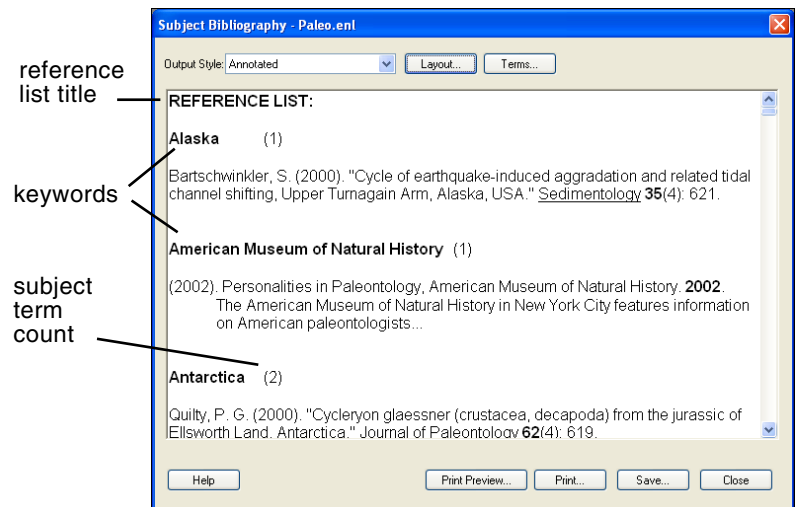 Subject Bibliography - Paleo.enl
Output Style: Annotated Layout... Terms...
reference
list title
REFERENCE LIST:
Alaska (1)
Bartschwinkler, S. (2000). "Cycle of earthquake-induced aggradation and related tidal
channel shifting, Upper Turnagain Arm, Alaska, USA." Sedimentology 35(4): 621.
keywords
American Museum of Natural History (1)
(2002). Personalities in Paleontology, American Museum of Natural History. 2002.
The American Museum of Natural History in New York City features information
on American paleontologists...
subject
term
count
Antarctica (2)
Quilty, P. G. (2000). "Cycleryon glaessner (crustacea, decapoda) from the jurassic of
Ellsworth Land, Antarctica." Journal of Paleontology 62(4): 619.
Help Print Preview... Print... Save... Close